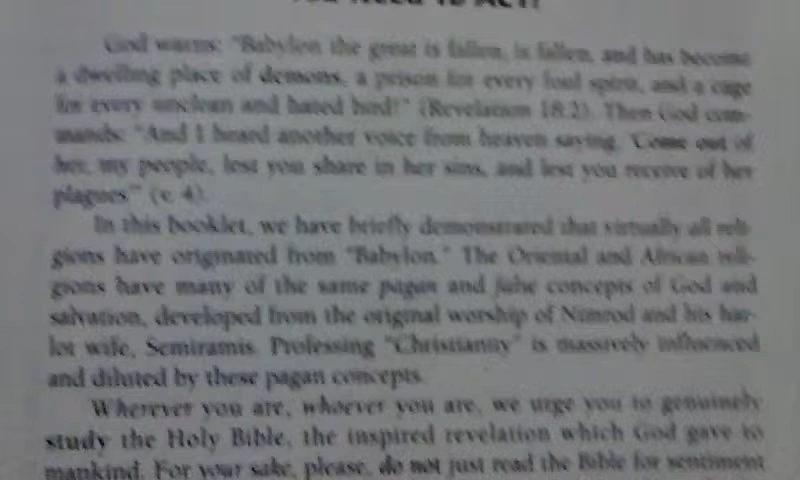 You Need to ACT!
God warns: "Babylon the great is fallen, is fallen, and has become
a dwelling place of demons, a prison for every foul spirit, and a cage
for every unclean and hated bird!" (Revelation 18:2). Then God com-
mands: "And I heard another voice from heaven saying, 'Come out of
her, my people, lest you share in her sins, and lest you receive of her
plagues'" (v. 4).
In this booklet, we have briefly demonstrated that virtually all reli-
gions have originated from "Babylon." The Oriental and African reli-
gions have many of the same pagan and false concepts of God and
salvation, developed from the original worship of Nimrod and his har-
lot wife, Semiramis. Professing "Christianity" is massively influenced
and diluted by these pagan concepts.
Wherever you are, whoever you are, we urge you to genuinely
study the Holy Bible, the inspired revelation which God gave to
mankind. For your sake, please, do not just read the Bible for sentiment